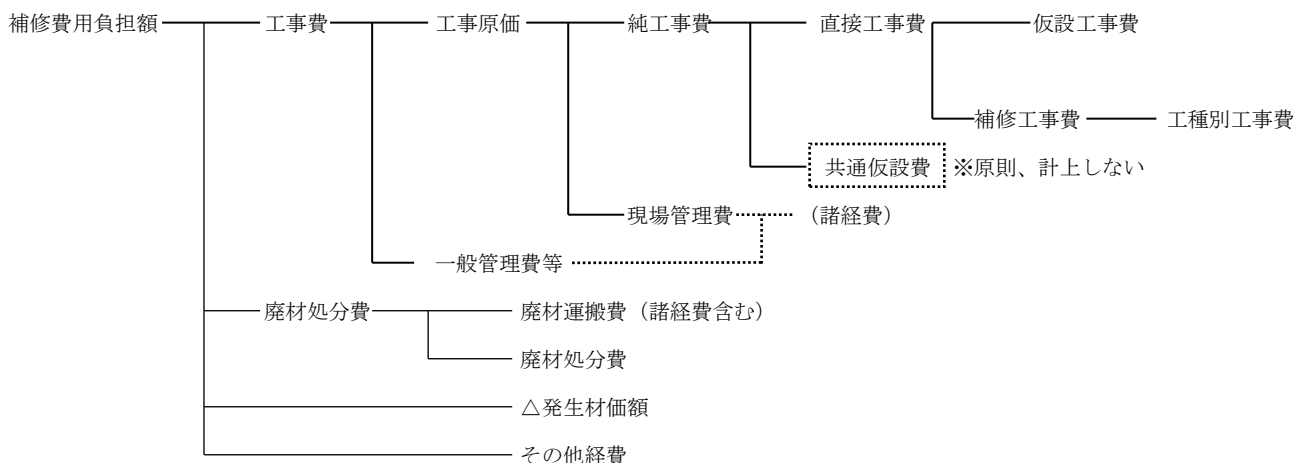 補修費用負担額 工事費 工事原価 純工事費 直接工事費 仮設工事費
補修工事費 工種別工事費
共通仮設費 ※原則、計上しない
現場管理費 (諸経費)
一般管理費等
廃材処分費 廃材運搬費(諸経費含む)
廃材処分費
△発生材価額
その他経費